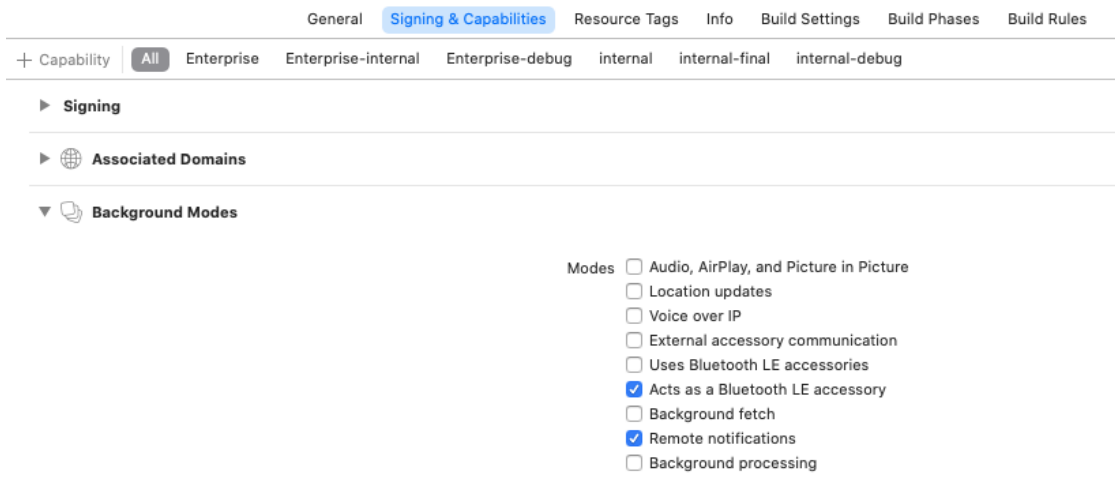 General Signing & Capabilities Resource Tags Info Build Settings Build Phases Build Rules
+ Capability All Enterprise Enterprise-internal Enterprise-debug internal internal-final internal-debug
Signing
Associated Domains
Background Modes
Modes Audio, AirPlay, and Picture in Picture
Location updates
Voice over IP
External accessory communication
Uses Bluetooth LE accessories
Acts as a Bluetooth LE accessory
Background fetch
Remote notifications
Background processing